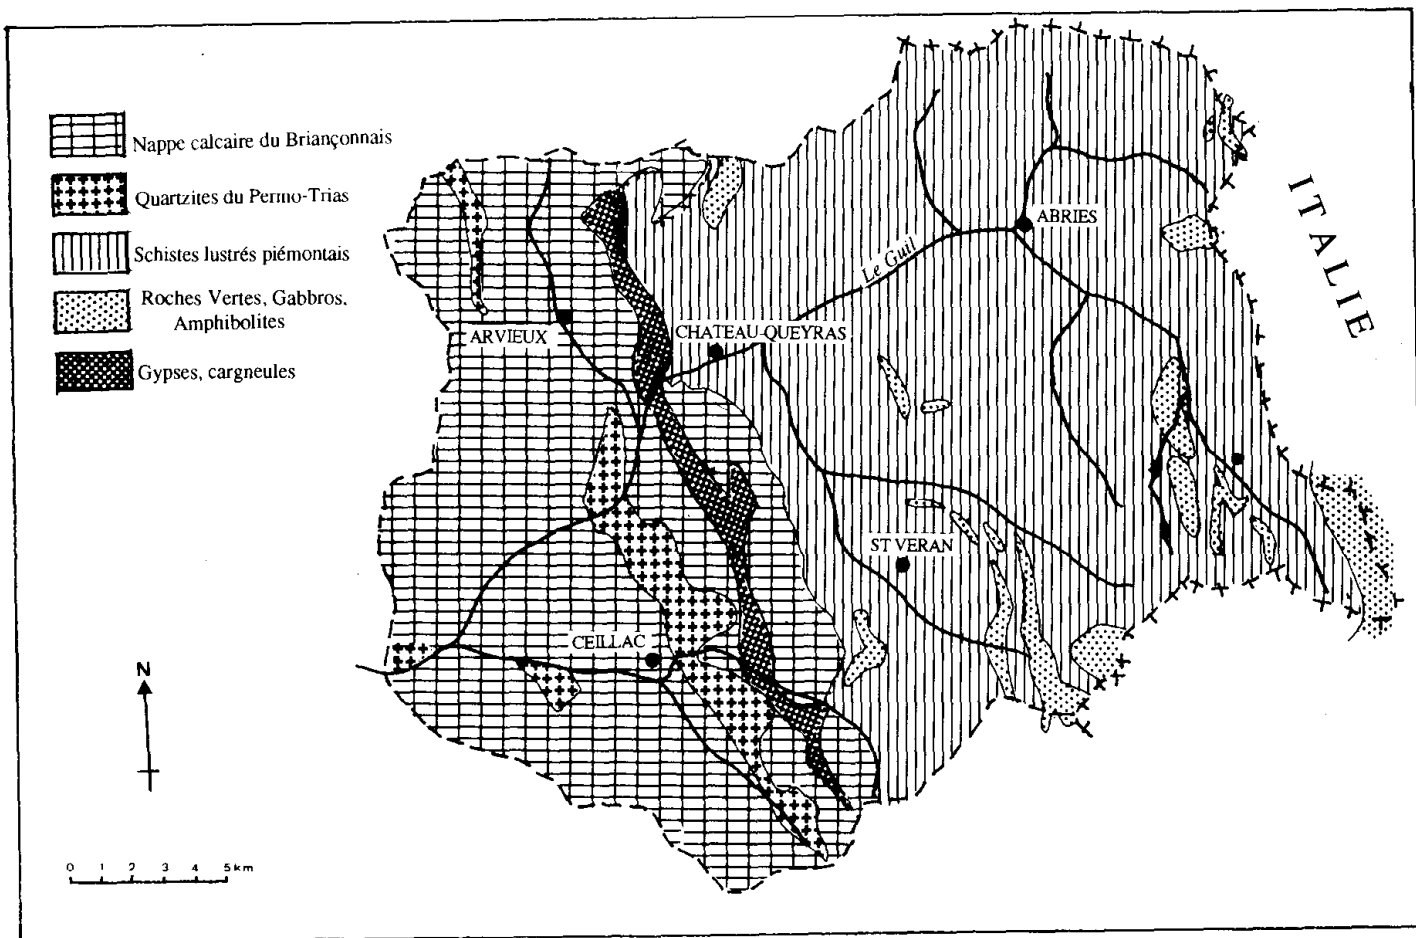 Nappe calcaire du Briançonnais
Quartzites du Permo-Trias
Schistes lustrés piémontais
Roches Vertes, Gabbros,
Amphibolites
Gypses, cargneules
ITALIE
ABRIES
Le Guil
ARVIEUX
CHATEAU-QUEYRAS
ST VERAN
CEILLAC
N
0 1 2 3 4 5 km